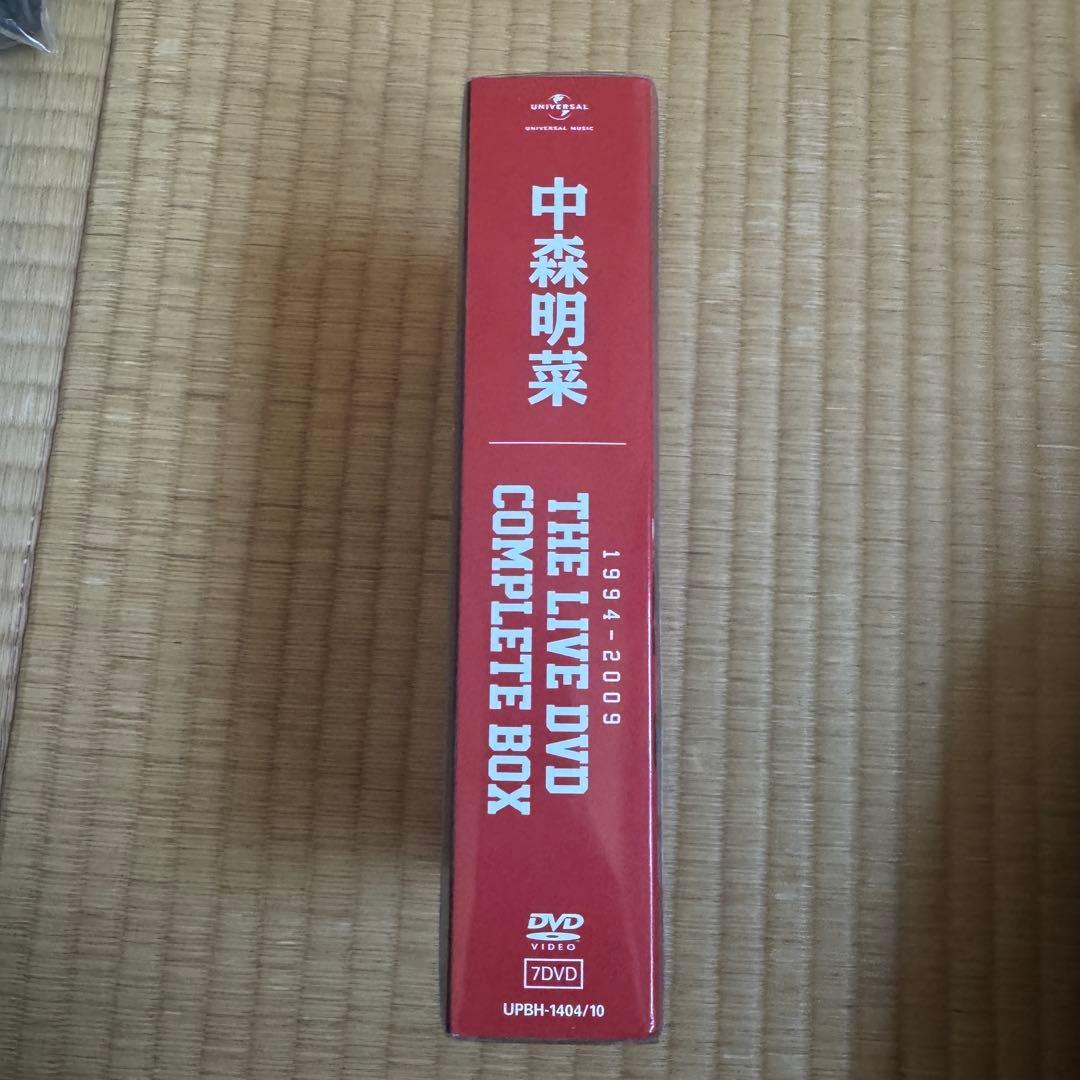 UNIVERSAL
UNIVERSAL MUSIC
中森明菜
1994-2009
THE LIVE DVD
COMPLETE BOX
DVD
VIDEO
7DVD
UPBH-1404/10